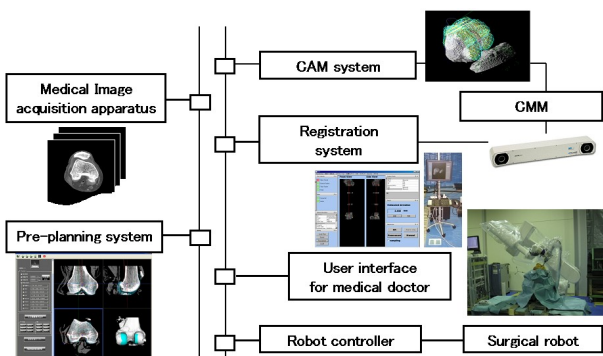 CAM system
Medical Image
acquisition apparatus
CMM
Registration
system
Pre-planning system
User interface
for medical doctor
Robot controller
Surgical robot